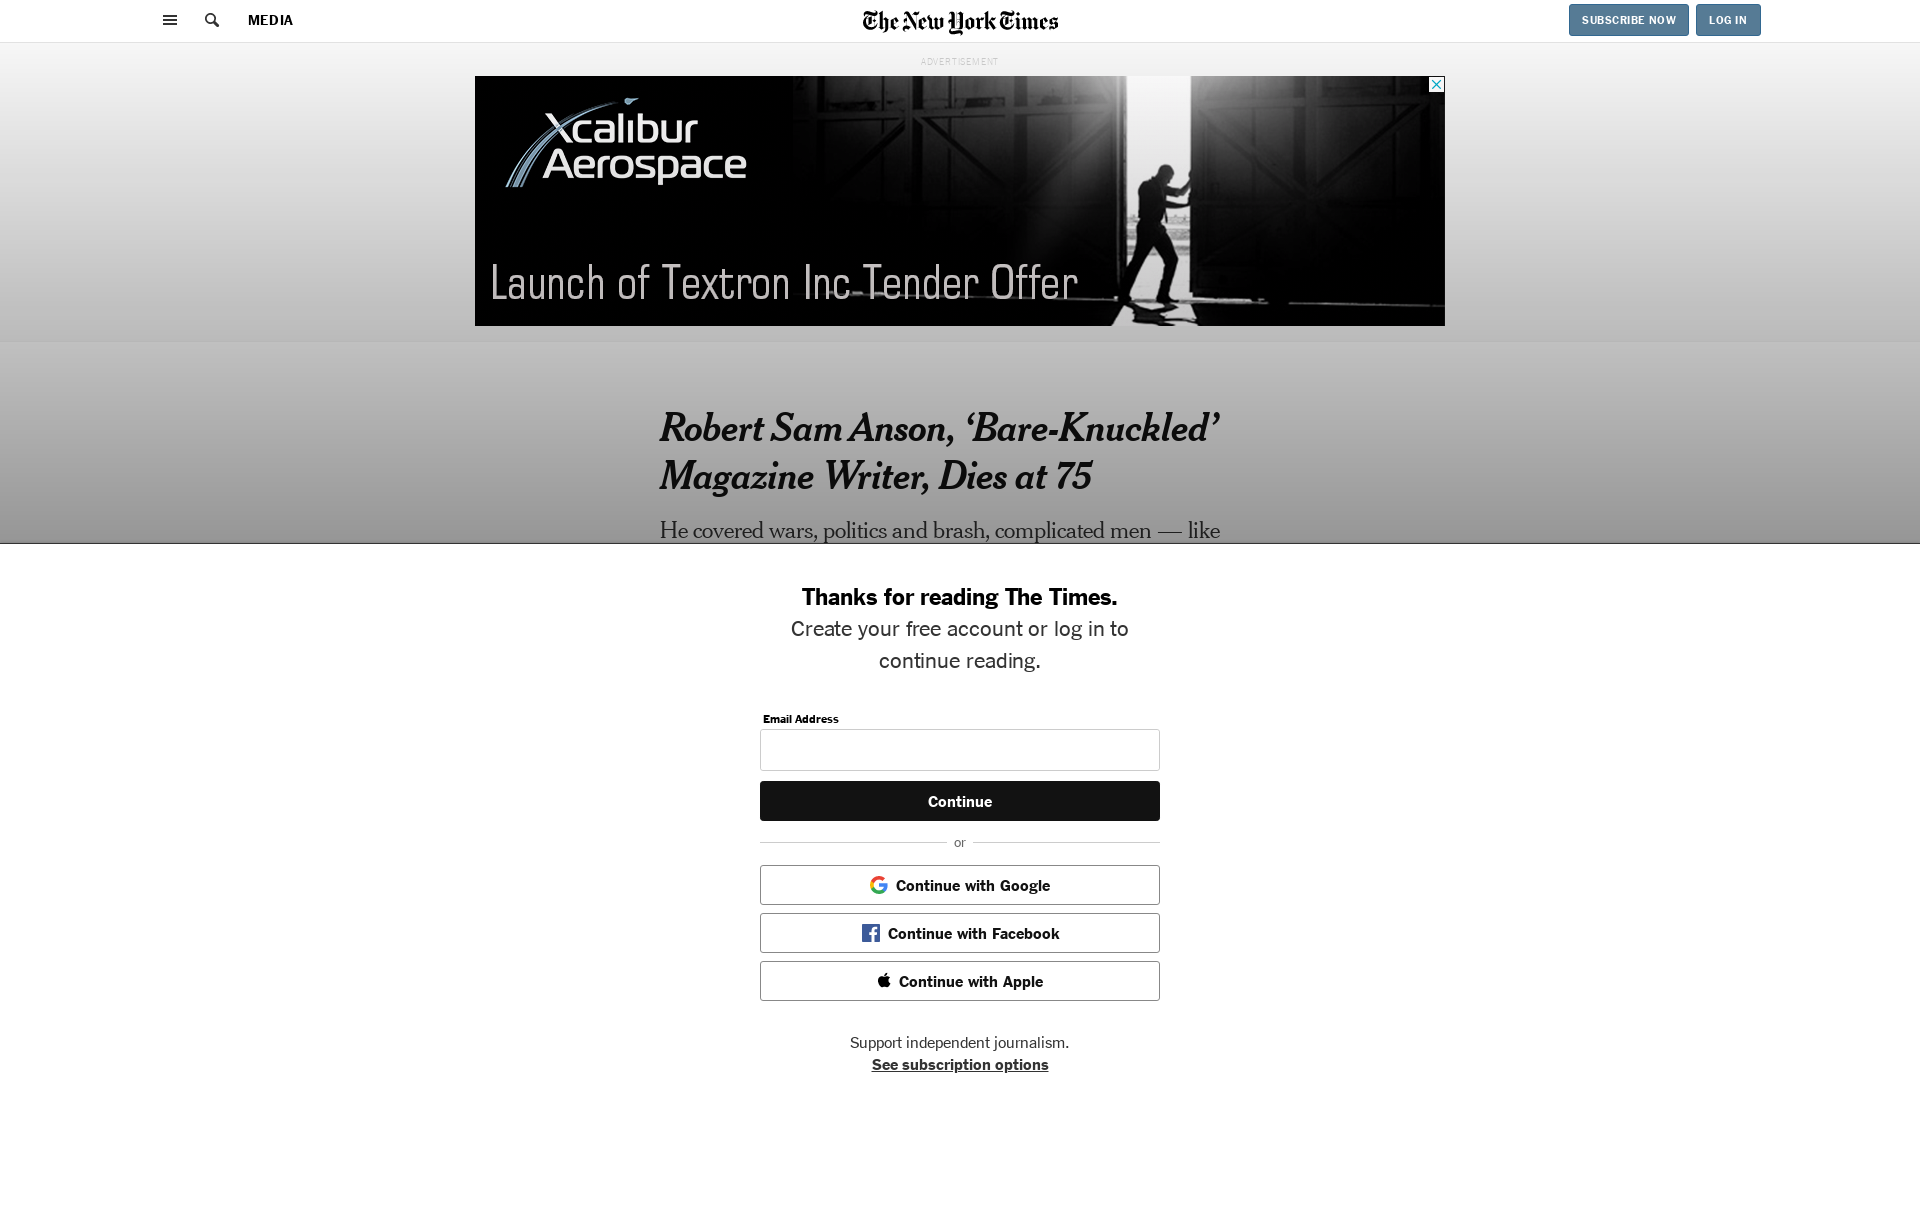 MEDIA
The New York Times
SUBSCRIBE NOW
LOG IN
ADVERTISEMENT
Xcalibur
Aerospace
Launch of Textron Inc Tender Offer
Robert Sam Anson, ‘Bare-Knuckled’
Magazine Writer, Dies at 75
He covered wars, politics and brash, complicated men — like
Thanks for reading The Times.
Create your free account or log in to
continue reading.
Email Address
Continue
or
Continue with Google
Continue with Facebook
Continue with Apple
Support independent journalism.
See subscription options